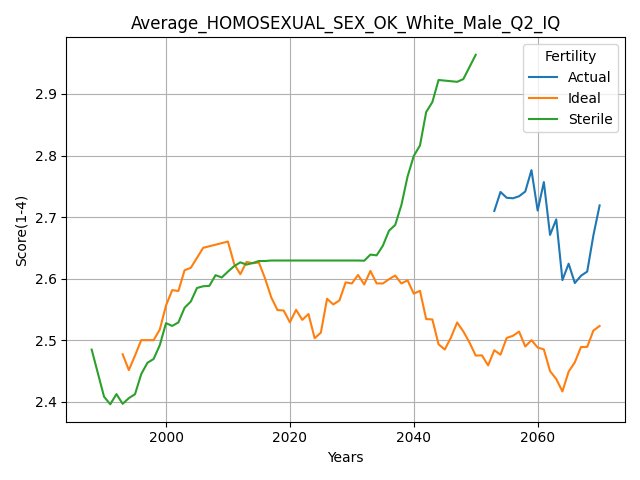 Average_HOMOSEXUAL_SEX_OK_White_Male_Q2_IQ
Fertility
Actual
Ideal
Sterile
Score(1-4)
2.9
2.8
2.7
2.6
2.5
2.4
2000
2020
2040
2060
Years